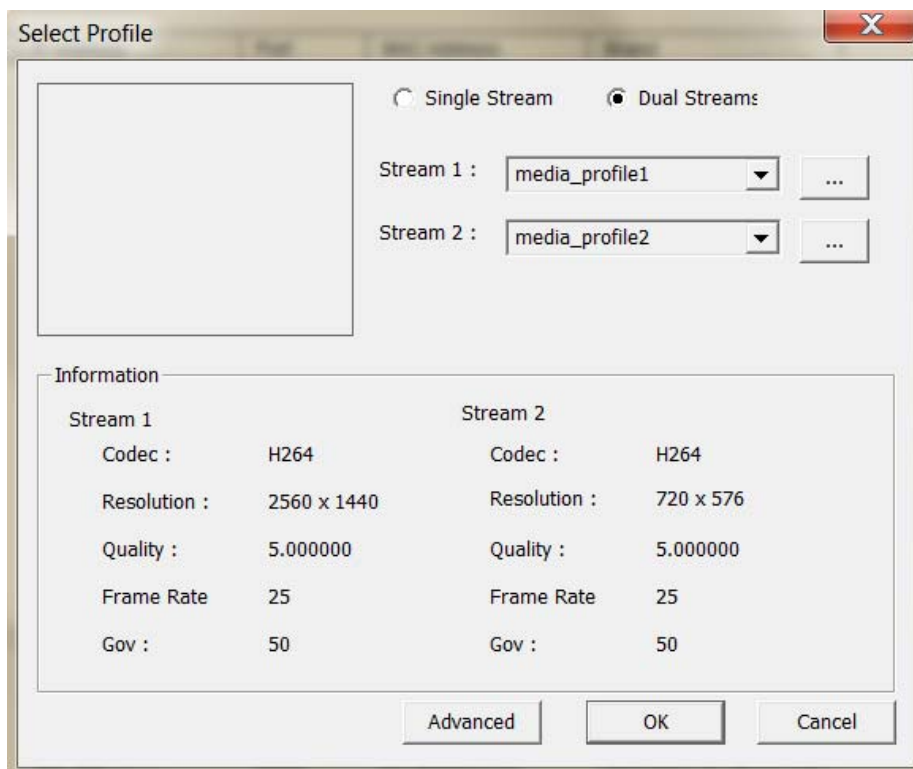 Select Profile
Single Stream
Dual Streams
Stream 1 :
media_profile1
...
Stream 2 :
media_profile2
...
Information
Stream 1
Codec : H264
Resolution : 2560 x 1440
Quality : 5.000000
Frame Rate 25
Gov : 50
Stream 2
Codec : H264
Resolution : 720 x 576
Quality : 5.000000
Frame Rate 25
Gov : 50
Advanced
OK
Cancel